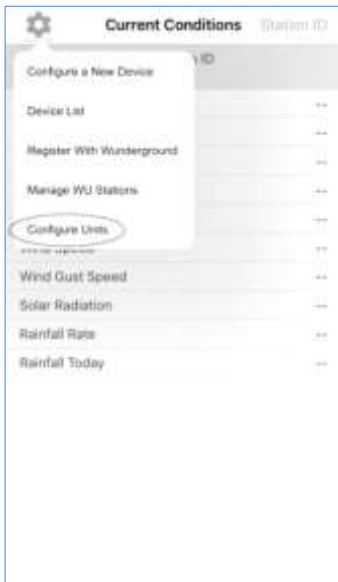 Current Conditions Station ID
ID
Configure a New Device
Device List
--
--
Register With Wunderground
--
Manage WU Stations
--
--
Configure Units
--
Wind Gust Speed --
Solar Radiation --
Rainfall Rate --
Rainfall Today --